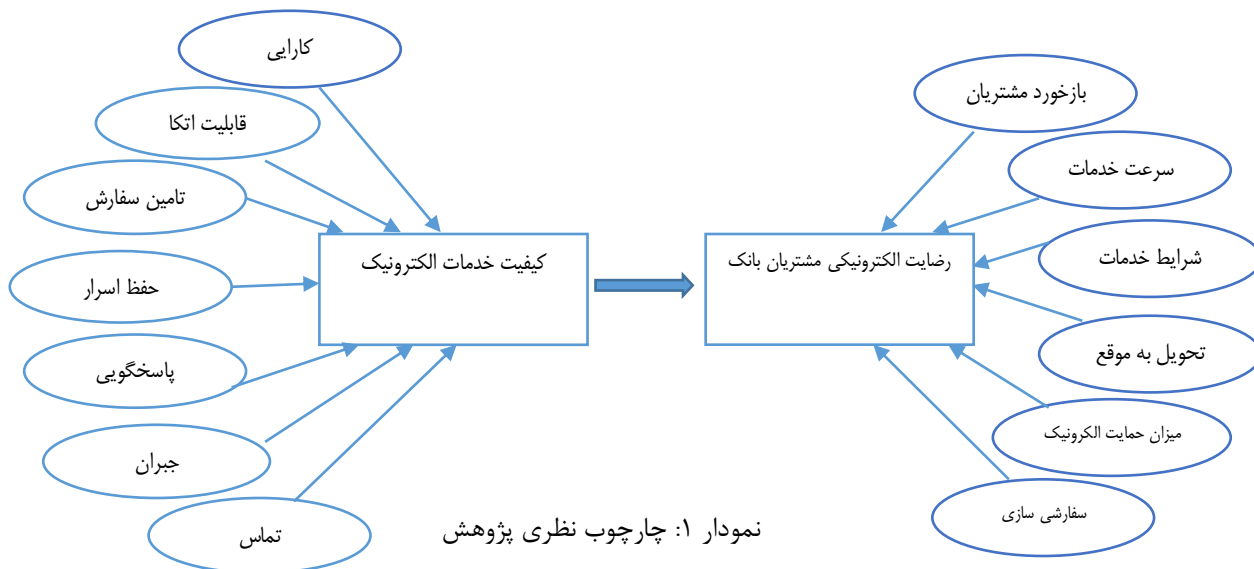 کارایی
قابلیت اتکا
تامین سفارش
حفظ اسرار
پاسخگویی
جبران
تماس
کیفیت خدمات الکترونیک
رضایت الکترونیکی مشتریان بانک
بازخورد مشتریان
سرعت خدمات
شرایط خدمات
تحویل به موقع
میزان حمایت الکرونیک
سفارشی سازی
نمودار ۱: چارچوب نظری پژوهش